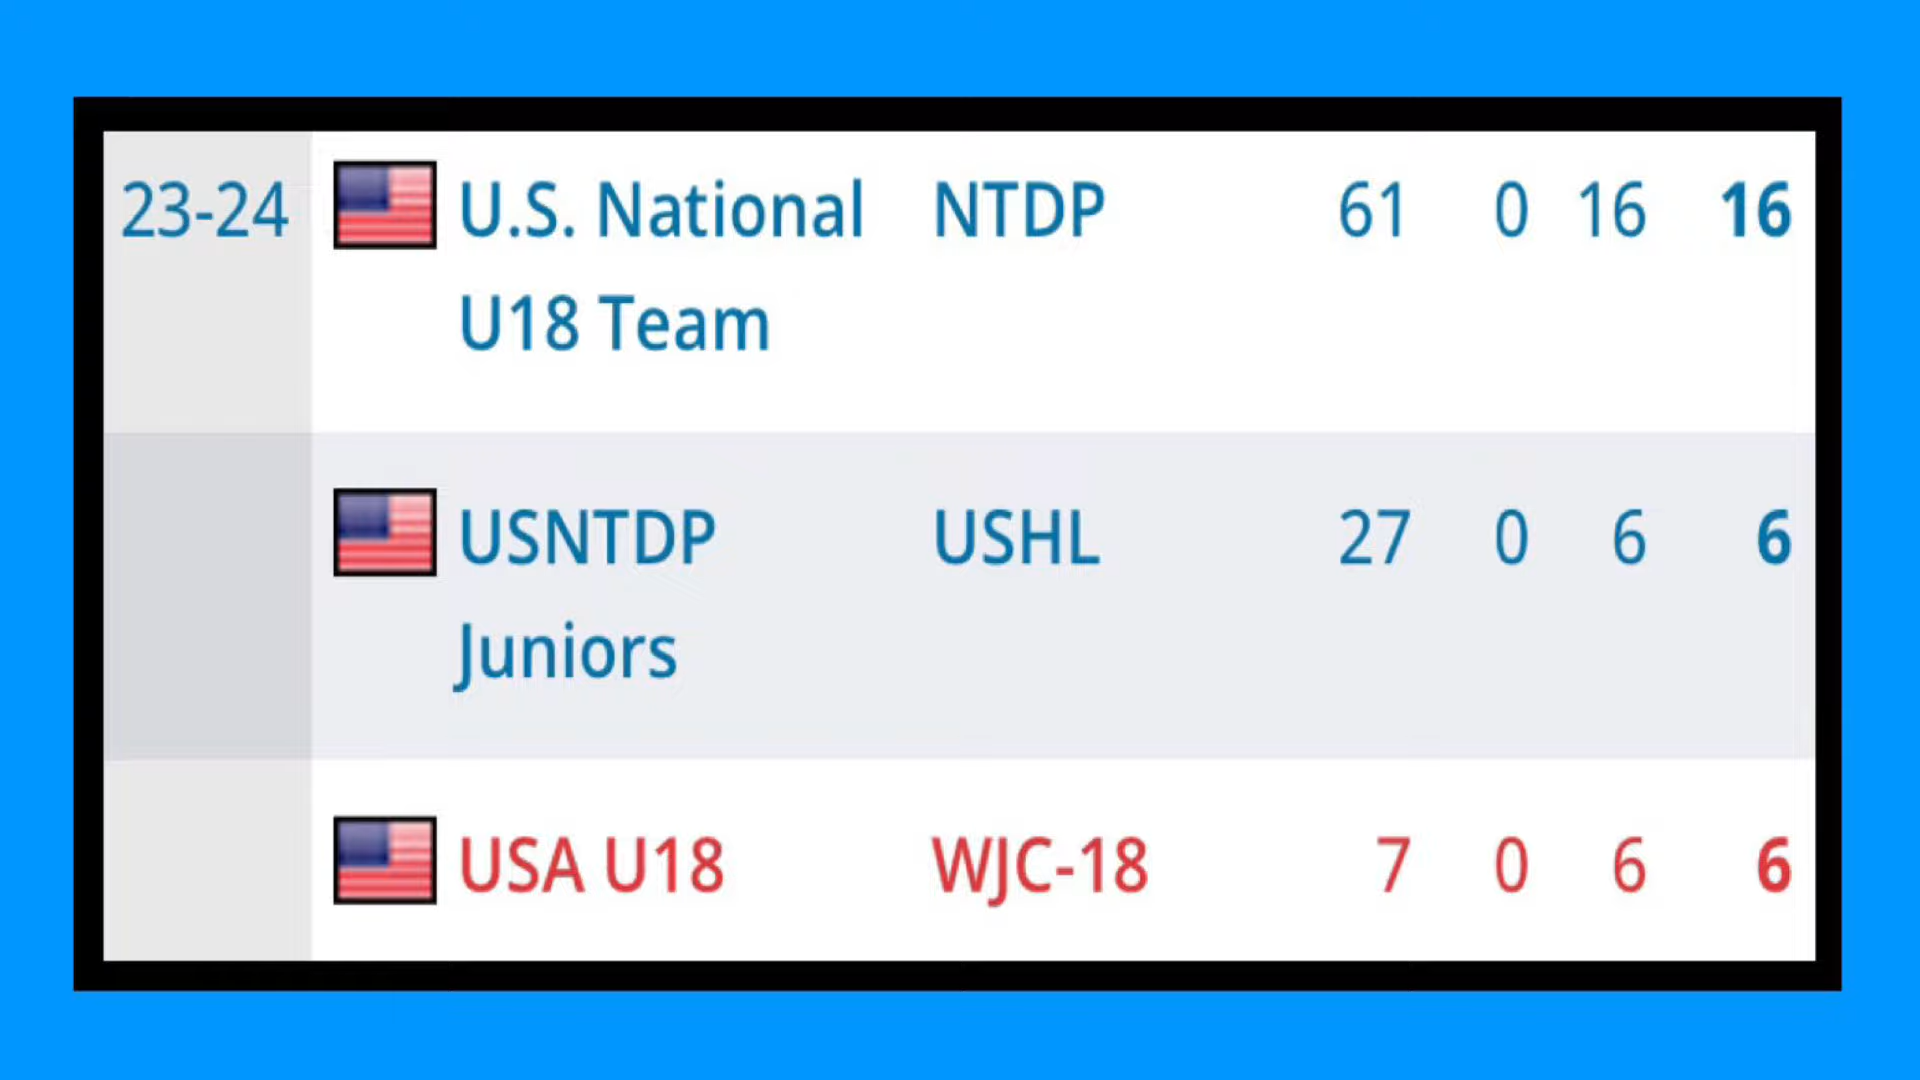 23-24 U.S. National NTDP 61 0 16 16
U18 Team
USNTDP USHL 27 0 6 6
Juniors
USA U18 WJC-18 7 0 6 6